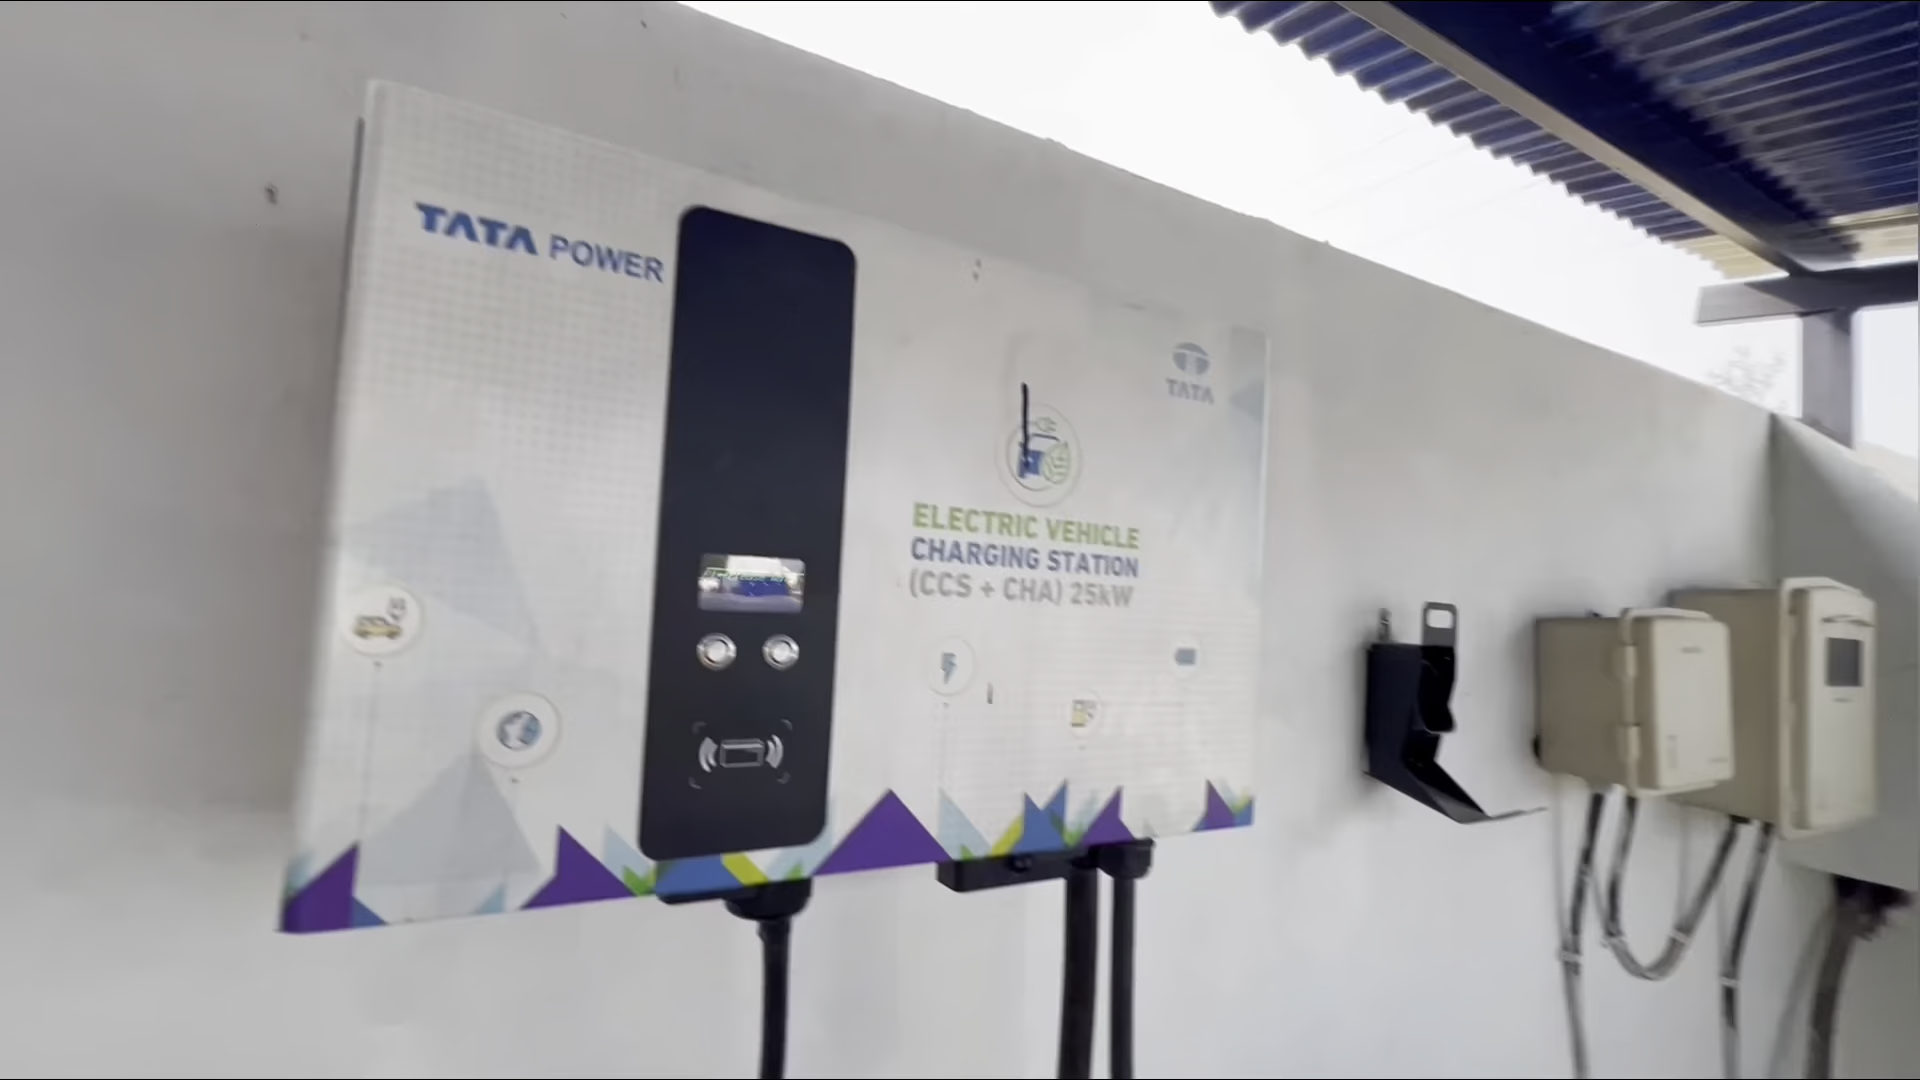 TATA POWER
TATA
ELECTRIC VEHICLE
CHARGING STATION
(CCS + CHA) 25kW